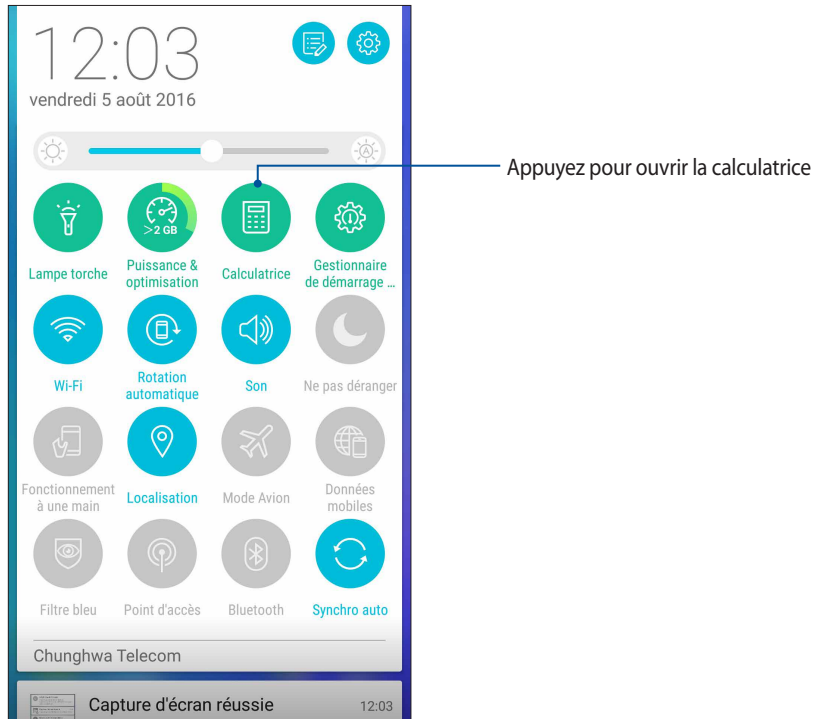 12:03
vendredi 5 août 2016
A
Appuyez pour ouvrir la calculatrice
>2 GB
Lampe torche
Puissance &
optimisation
Calculatrice
Gestionnaire
de démarrage ...
Wi-Fi
Rotation
automatique
Son
Ne pas déranger
Fonctionnement
à une main
Localisation
Mode Avion
Données
mobiles
Filtre bleu
Point d'accès
Bluetooth
Synchro auto
Chunghwa Telecom
Capture d'écran réussie
12:03